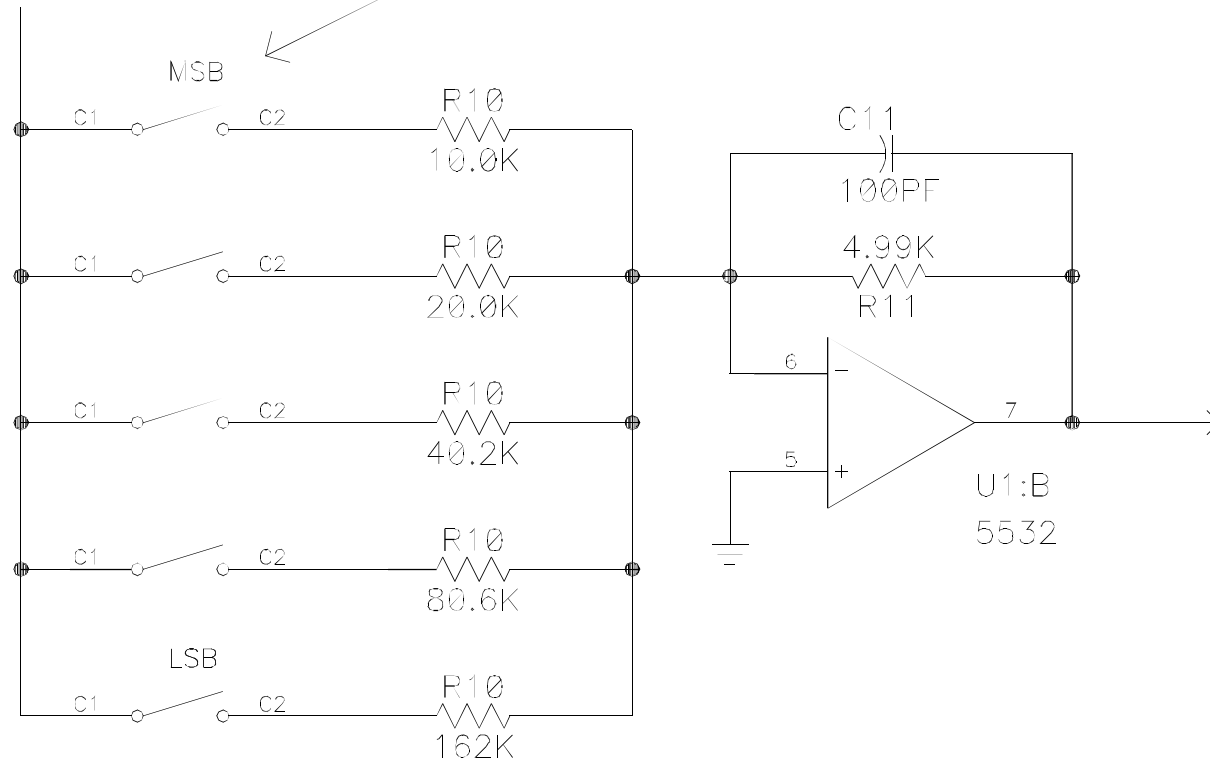 MSB
C1 C2 R10
10.0K
C11
100PF
C1 C2 R10
20.0K
4.99K
R11
6
−
C1 C2 R10
40.2K
7
5
+
U1:B
5532
C1 C2 R10
80.6K
LSB
C1 C2 R10
162K